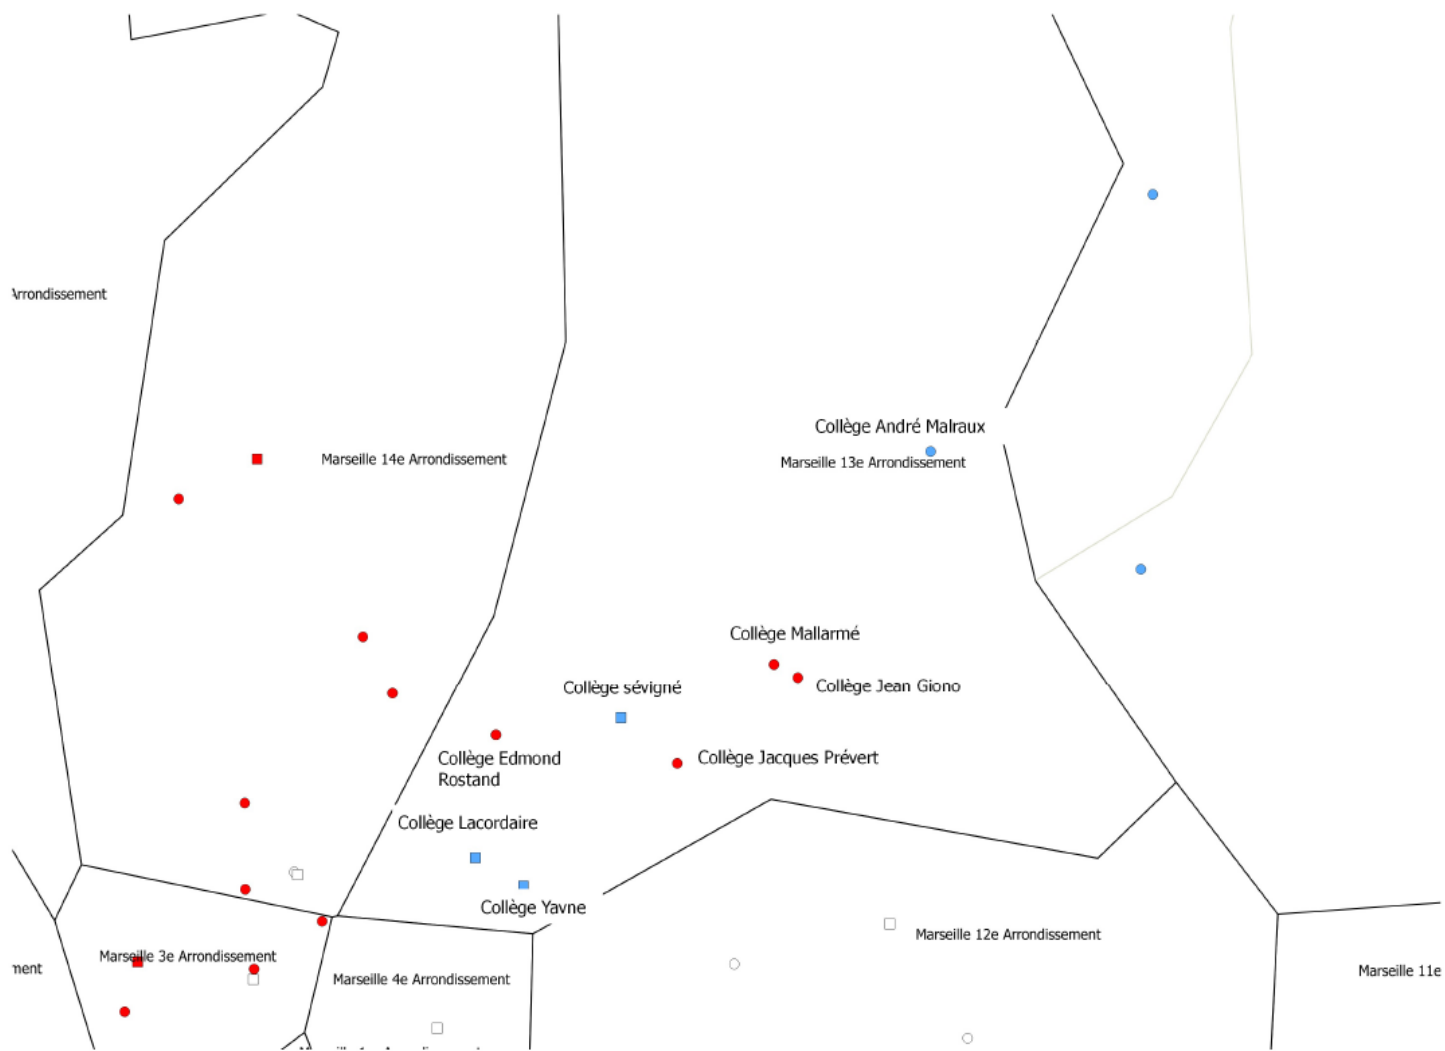 Arrondissement
Collège André Malraux
Marseille 14e Arrondissement
Marseille 13e Arrondissement
Collège Mallarmé
Collège sévigné
Collège Jean Giono
Collège Edmond
Rostand
Collège Jacques Prévert
Collège Lacordaire
Collège Yavne
Marseille 12e Arrondissement
Marseille 3e Arrondissement
ment
Marseille 4e Arrondissement
Marseille 11e